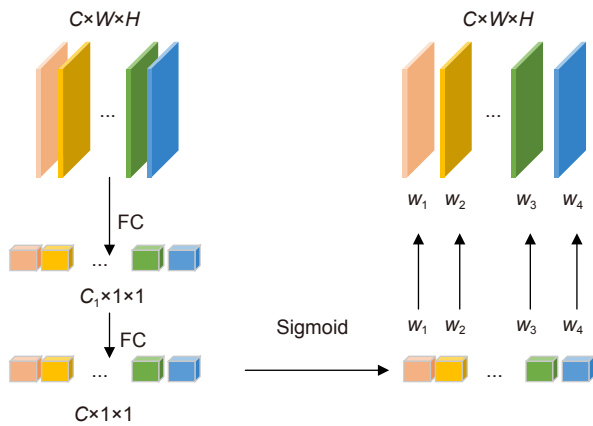 C×W×H
C×W×H
...
...
w₁ w₂ w₃ w₄
FC
...
C₁×1×1
FC
Sigmoid
w₁ w₂ w₃ w₄
...
...
C×1×1